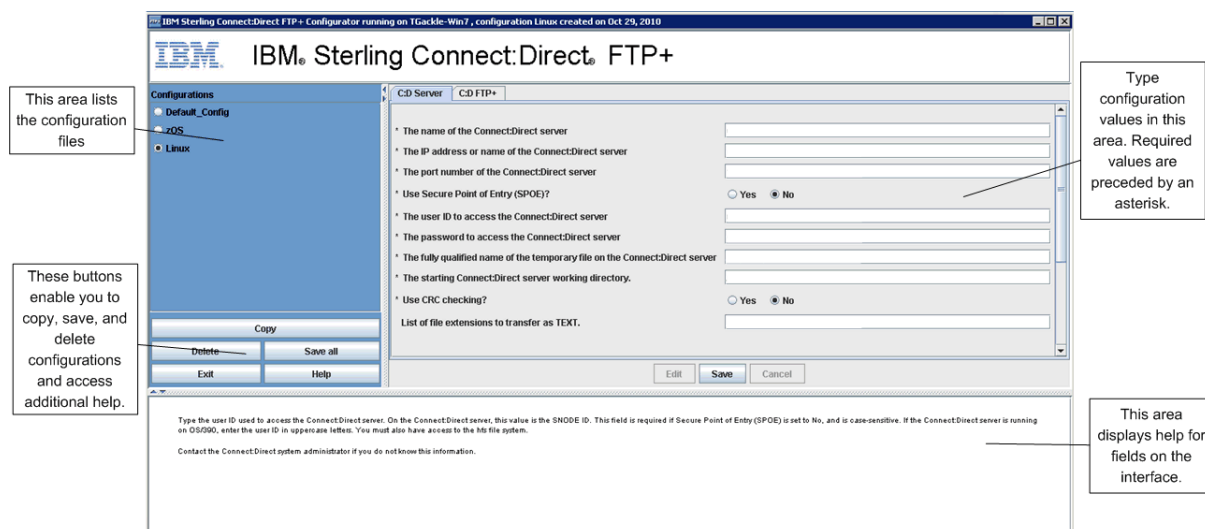 IBM Sterling Connect:Direct FTP+ Configurator running on TGackle-Win7 , configuration Linux created on Oct 29, 2010
IBM® IBM® Sterling Connect:Direct® FTP+
This area lists
the configuration
files
Configurations
Default_Config
zOS
Linux
C:D Server
C:D FTP+
* The name of the Connect:Direct server
* The IP address or name of the Connect:Direct server
* The port number of the Connect:Direct server
* Use Secure Point of Entry (SPOE)?
Yes
No
* The user ID to access the Connect:Direct server
* The password to access the Connect:Direct server
* The fully qualified name of the temporary file on the Connect:Direct server
* The starting Connect:Direct server working directory.
* Use CRC checking?
Yes
No
List of file extensions to transfer as TEXT.
Type
configuration
values in this
area. Required
values are
preceded by an
asterisk.
These buttons
enable you to
copy, save, and
delete
configurations
and access
additional help.
Copy
Delete
Save all
Exit
Help
Edit
Save
Cancel
Type the user ID used to access the Connect:Direct server. On the Connect:Direct server, this value is the SNODE ID. This field is required if Secure Point of Entry (SPOE) is set to No, and is case-sensitive. If the Connect:Direct server is running
on OS/390, enter the user ID in uppercase letters. You must also have access to the hfs file system.
Contact the Connect:Direct system administrator if you do not know this information.
This area
displays help for
fields on the
interface.